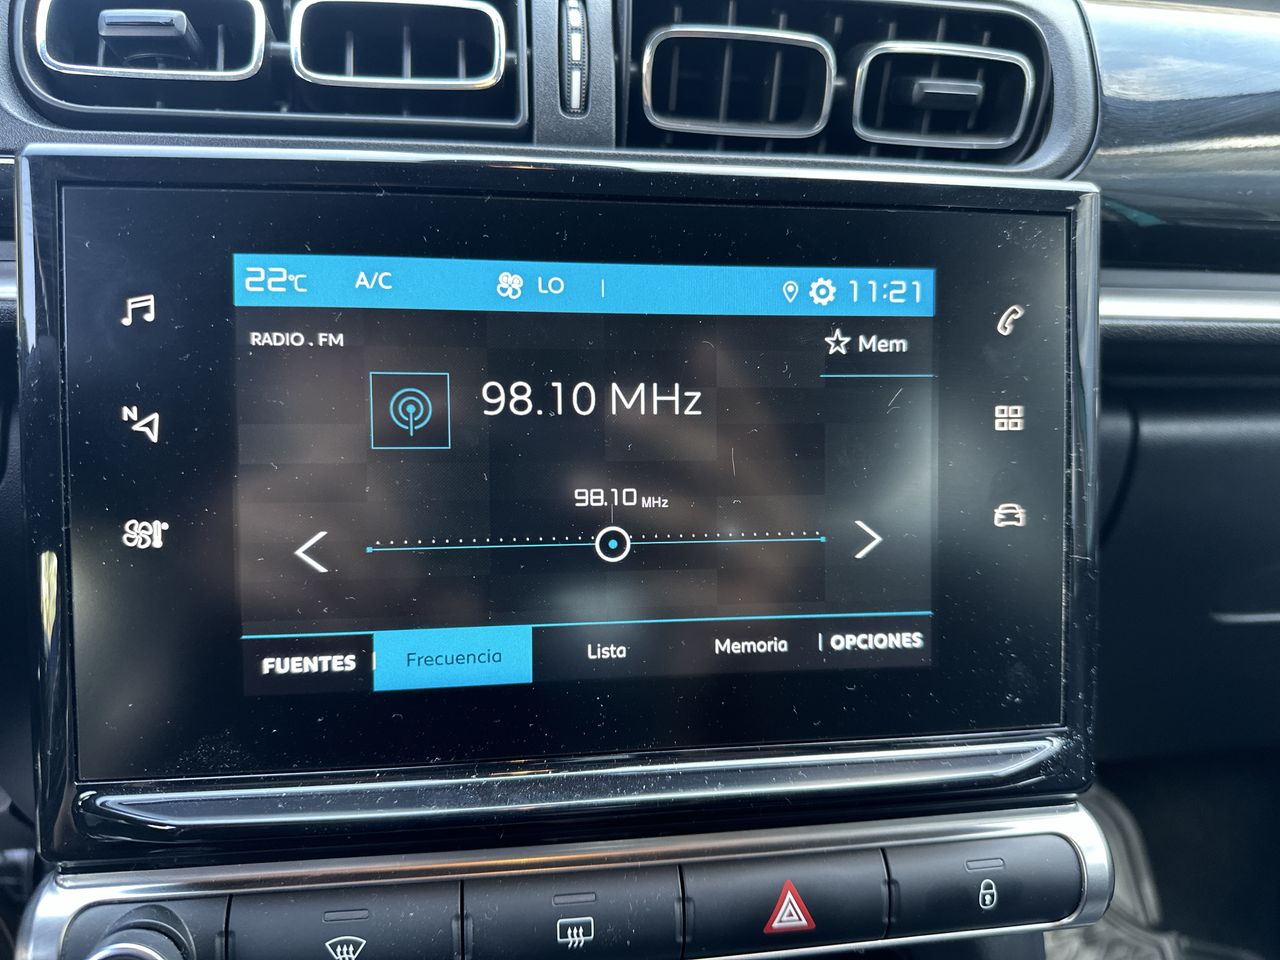 22°C A/C LO | 11:21
RADIO . FM
Mem
98.10 MHz
98.10 MHz
N
FUENTES | Frecuencia Lista Memoria | OPCIONES